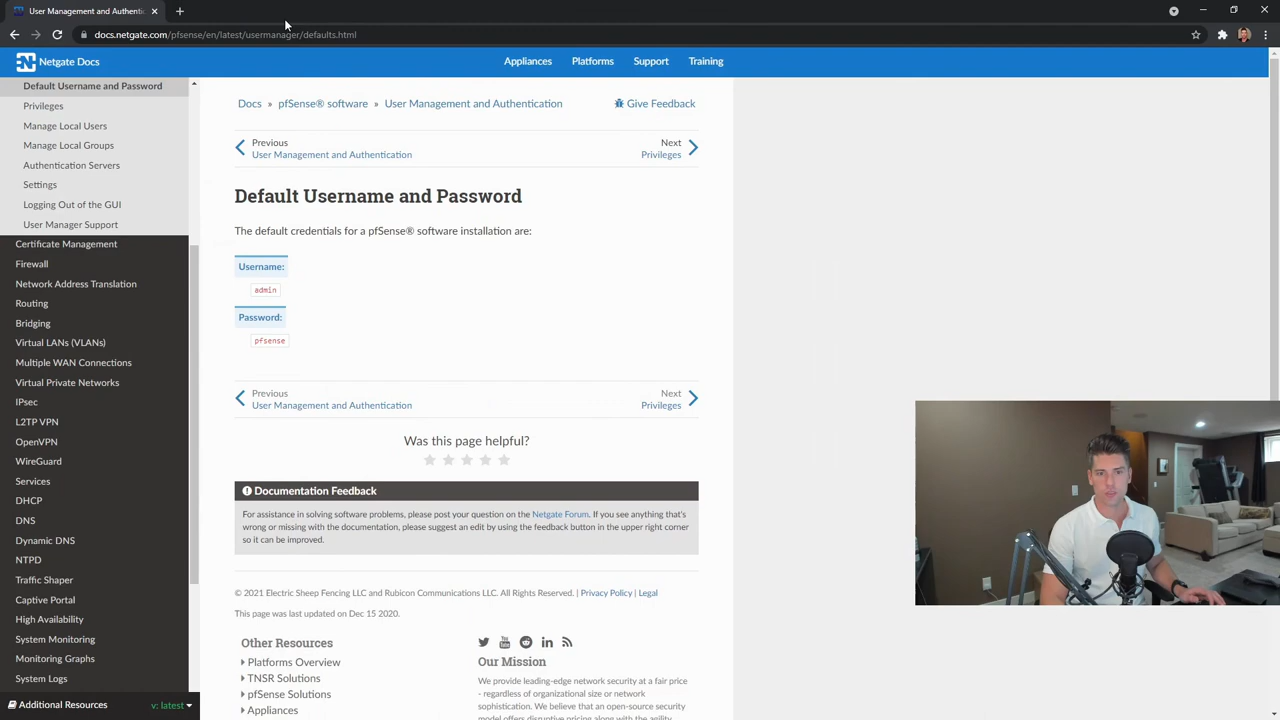 User Management and Authenti
docs.netgate.com/pfsense/en/latest/usermanager/defaults.html
Netgate Docs
Appliances
Platforms
Support
Training
Default Username and Password
Privileges
Manage Local Users
Manage Local Groups
Authentication Servers
Settings
Logging Out of the GUI
User Manager Support
Certificate Management
Firewall
Network Address Translation
Routing
Bridging
Virtual LANs (VLANs)
Multiple WAN Connections
Virtual Private Networks
IPsec
L2TP VPN
OpenVPN
WireGuard
Services
DHCP
DNS
Dynamic DNS
NTPD
Traffic Shaper
Captive Portal
High Availability
System Monitoring
Monitoring Graphs
System Logs
Additional Resources v: latest
Docs » pfSense® software » User Management and Authentication
Give Feedback
Previous
User Management and Authentication
Next
Privileges
Default Username and Password
The default credentials for a pfSense® software installation are:
Username:
admin
Password:
pfsense
Previous
User Management and Authentication
Next
Privileges
Was this page helpful?
Documentation Feedback
For assistance in solving software problems, please post your question on the Netgate Forum. If you see anything that's
wrong or missing with the documentation, please suggest an edit by using the feedback button in the upper right corner
so it can be improved.
© 2021 Electric Sheep Fencing LLC and Rubicon Communications LLC. All Rights Reserved. | Privacy Policy | Legal
This page was last updated on Dec 15 2020.
Other Resources
Platforms Overview
TNSR Solutions
pfSense Solutions
Appliances
Our Mission
We provide leading-edge network security at a fair price
- regardless of organizational size or network
sophistication. We believe that an open-source security
model offers disruptive pricing along with the agility